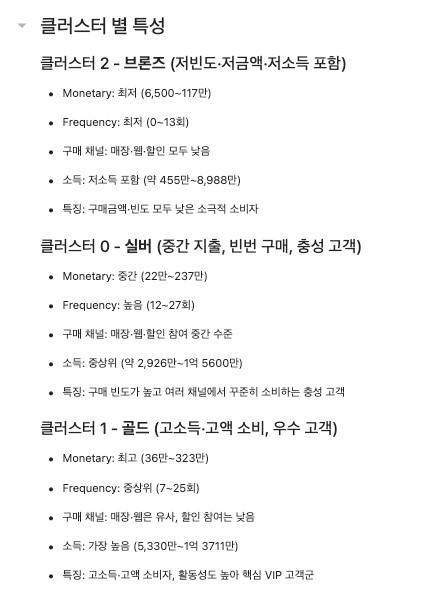 클러스터 별 특성
클러스터 2 - 브론즈 (저빈도·저금액·저소득 포함)
• Monetary: 최저 (6,500~117만)
• Frequency: 최저 (0~13회)
• 구매 채널: 매장·웹·할인 모두 낮음
• 소득: 저소득 포함 (약 455만~8,988만)
• 특징: 구매금액·빈도 모두 낮은 소극적 소비자
클러스터 0 - 실버 (중간 지출, 빈번 구매, 충성 고객)
• Monetary: 중간 (22만~237만)
• Frequency: 높음 (12~27회)
• 구매 채널: 매장·웹·할인 참여 중간 수준
• 소득: 중상위 (약 2,926만~1억 5600만)
• 특징: 구매 빈도가 높고 여러 채널에서 꾸준히 소비하는 충성 고객
클러스터 1 - 골드 (고소득·고액 소비, 우수 고객)
• Monetary: 최고 (36만~323만)
• Frequency: 중상위 (7~25회)
• 구매 채널: 매장·웹은 유사, 할인 참여는 낮음
• 소득: 가장 높음 (5,330만~1억 3711만)
• 특징: 고소득·고액 소비자, 활동성도 높아 핵심 VIP 고객군